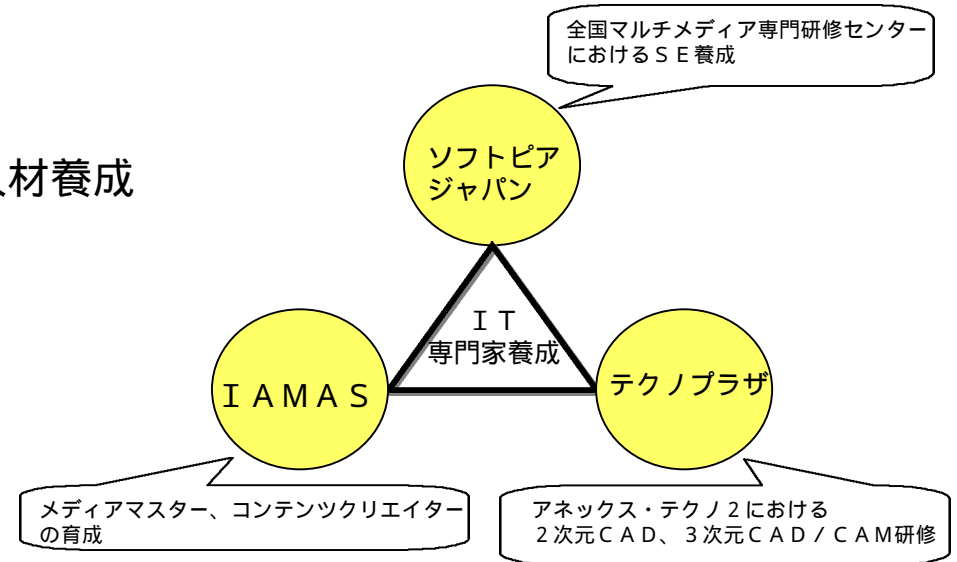 全国マルチメディア専門研修センター
におけるＳＥ養成
ソフトピア
ジャパン
材養成
ＩＴ
専門家養成
ＩＡＭＡＳ
テクノプラザ
メディアマスター、コンテンツクリエイター
の育成
アネックス・テクノ２における
２次元ＣＡＤ、３次元ＣＡＤ／ＣＡＭ研修